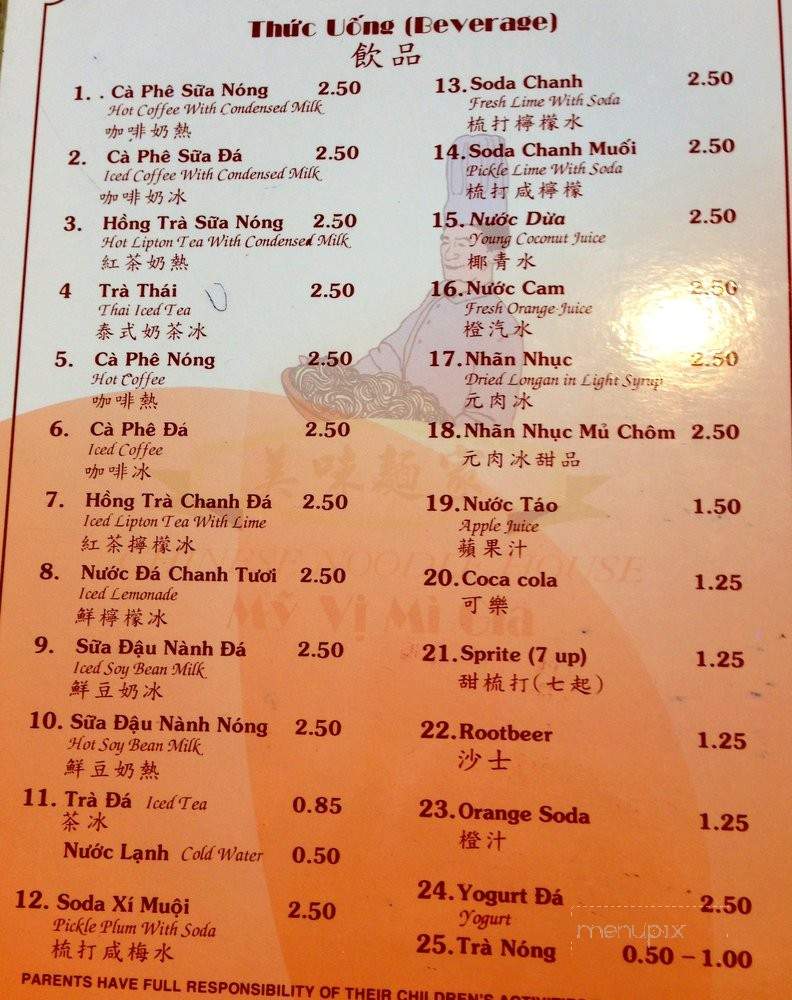 Thức Uống (Beverage)
飲品
1. . Cà Phê Sữa Nóng 2.50
Hot Coffee With Condensed Milk
咖啡奶熱
2. Cà Phê Sữa Đá 2.50
Iced Coffee With Condensed Milk
咖啡奶冰
3. Hồng Trà Sữa Nóng 2.50
Hot Lipton Tea With Condensed Milk
紅茶奶熱
4 Trà Thái 2.50
Thai Iced Tea
泰式奶茶冰
5. Cà Phê Nóng 2.50
Hot Coffee
咖啡熱
6. Cà Phê Đá 2.50
Iced Coffee
咖啡冰
7. Hồng Trà Chanh Đá 2.50
Iced Lipton Tea With Lime
紅茶檸檬冰
8. Nước Đá Chanh Tươi 2.50
Iced Lemonade
鮮檸檬冰
9. Sữa Đậu Nành Đá 2.50
Iced Soy Bean Milk
鮮豆奶冰
10. Sữa Đậu Nành Nóng 2.50
Hot Soy Bean Milk
鮮豆奶熱
11. Trà Đá Iced Tea 0.85
茶冰
Nước Lạnh Cold Water 0.50
12. Soda Xí Muội 2.50
Pickle Plum With Soda
梳打咸梅水
13. Soda Chanh 2.50
Fresh Lime With Soda
梳打檸檬水
14. Soda Chanh Muối 2.50
Pickle Lime With Soda
梳打咸檸檬
15. Nước Dừa 2.50
Young Coconut Juice
椰青水
16. Nước Cam 2.50
Fresh Orange Juice
橙汽水
17. Nhãn Nhục 2.50
Dried Longan in Light Syrup
元肉冰
18. Nhãn Nhục Mủ Chôm 2.50
元肉冰甜品
19. Nước Táo 1.50
Apple Juice
蘋果汁
20. Coca cola 1.25
可樂
21. Sprite (7 up) 1.25
甜梳打(七起)
22. Rootbeer 1.25
沙士
23. Orange Soda 1.25
橙汁
24. Yogurt Đá 2.50
Yogurt
25. Trà Nóng 0.50 - 1.00
美味麵家
NOODLE HOUSE
Mỹ Vị Mì Gia
menupix
PARENTS HAVE FULL RESPONSIBILITY OF THEIR CHILDREN'S ACTIVITIES